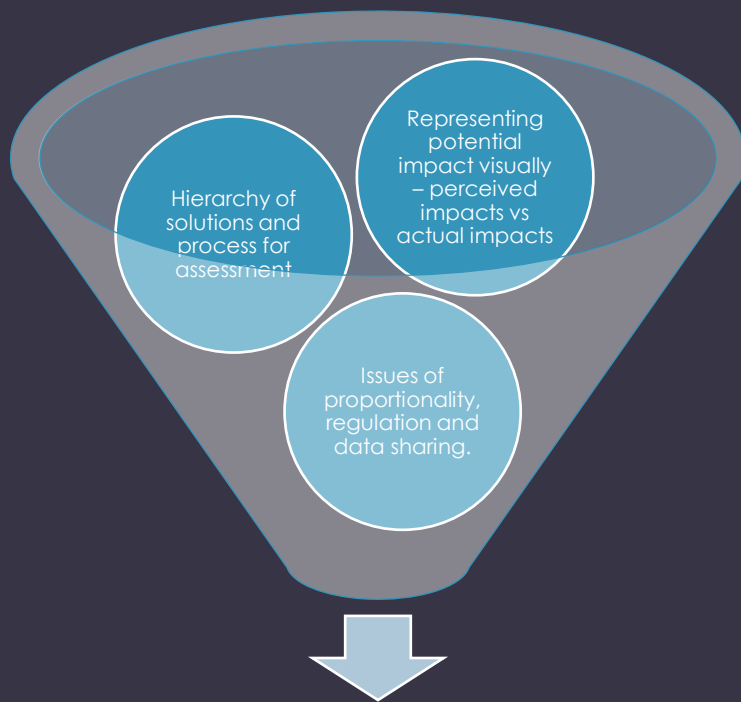 Hierarchy of
solutions and
process for
assessment
Representing
potential
impact visually
– perceived
impacts vs
actual impacts
Issues of
proportionality,
regulation and
data sharing.